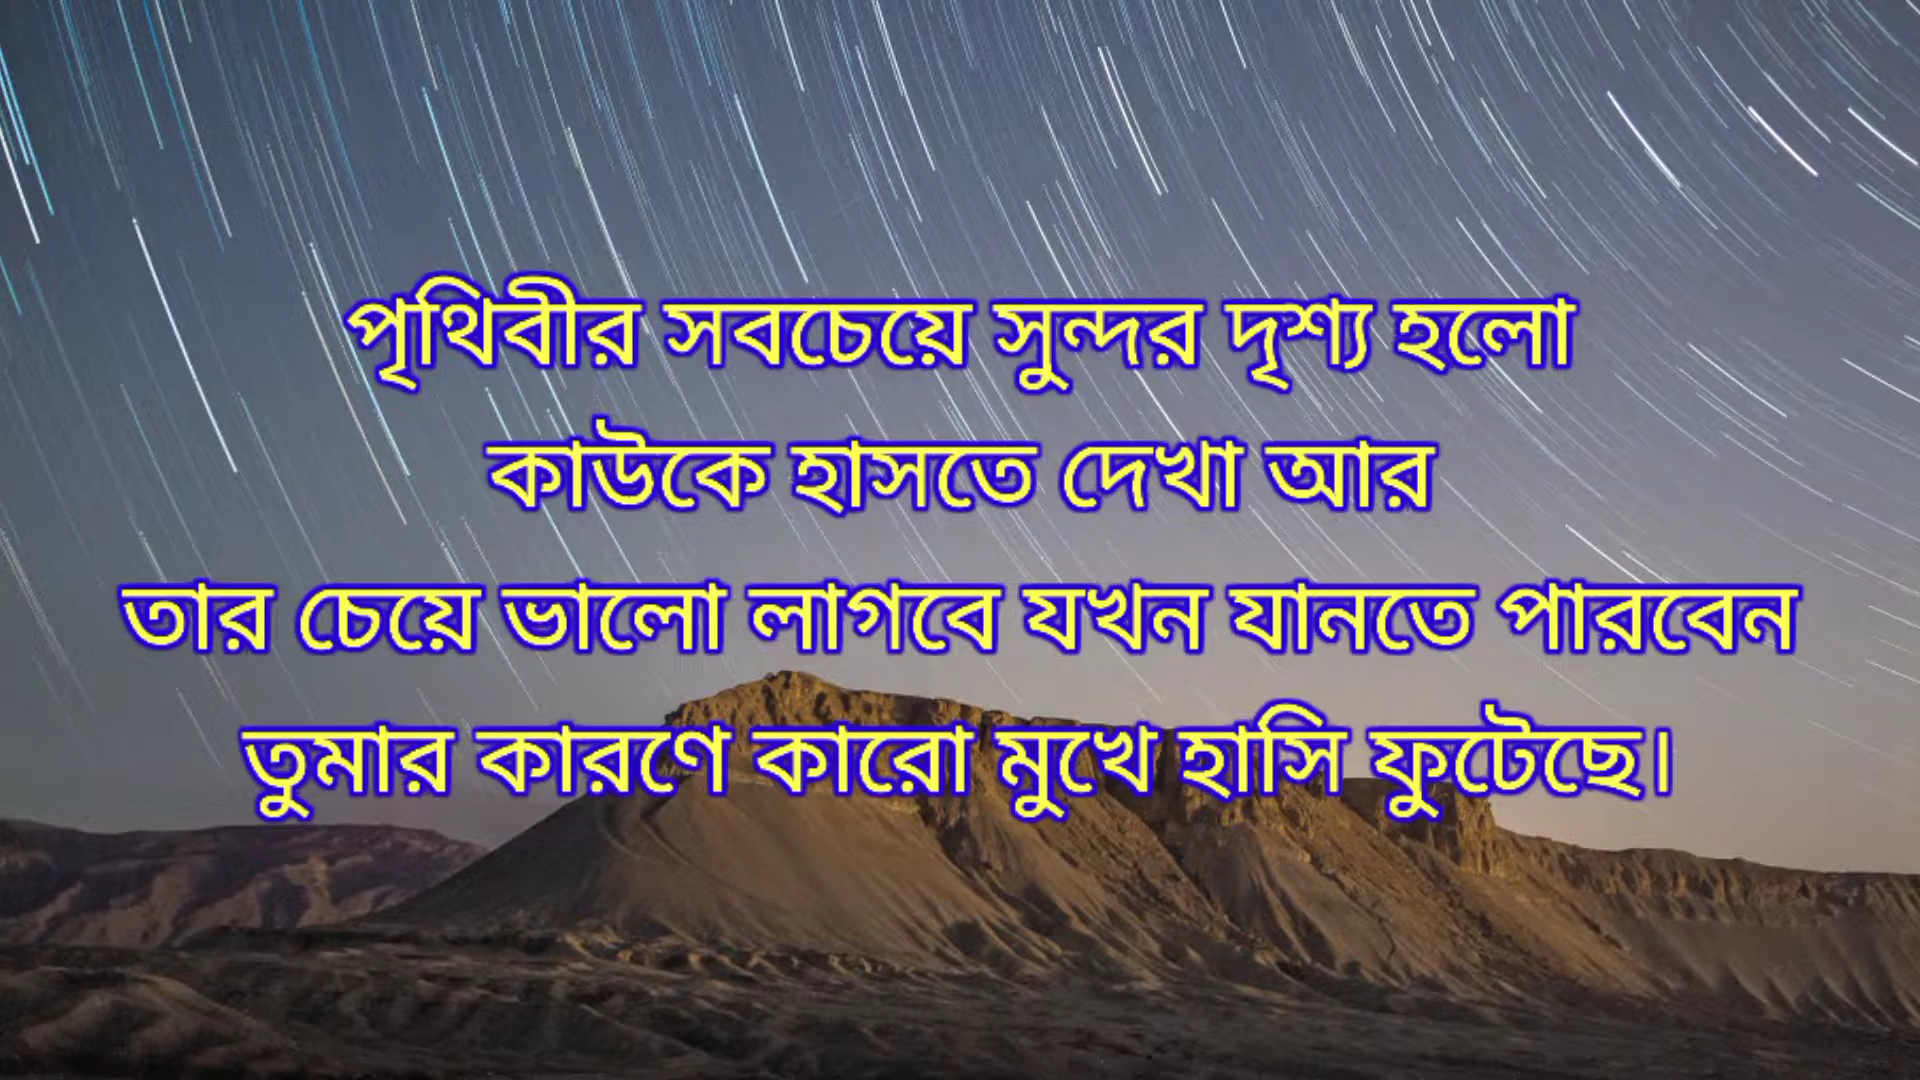 পৃথিবীর সবচেয়ে সুন্দর দৃশ্য হলো
কাউকে হাসতে দেখা আর
তার চেয়ে ভালো লাগবে যখন যানতে পারবেন
তুমার কারণে কারো মুখে হাসি ফুটেছে।